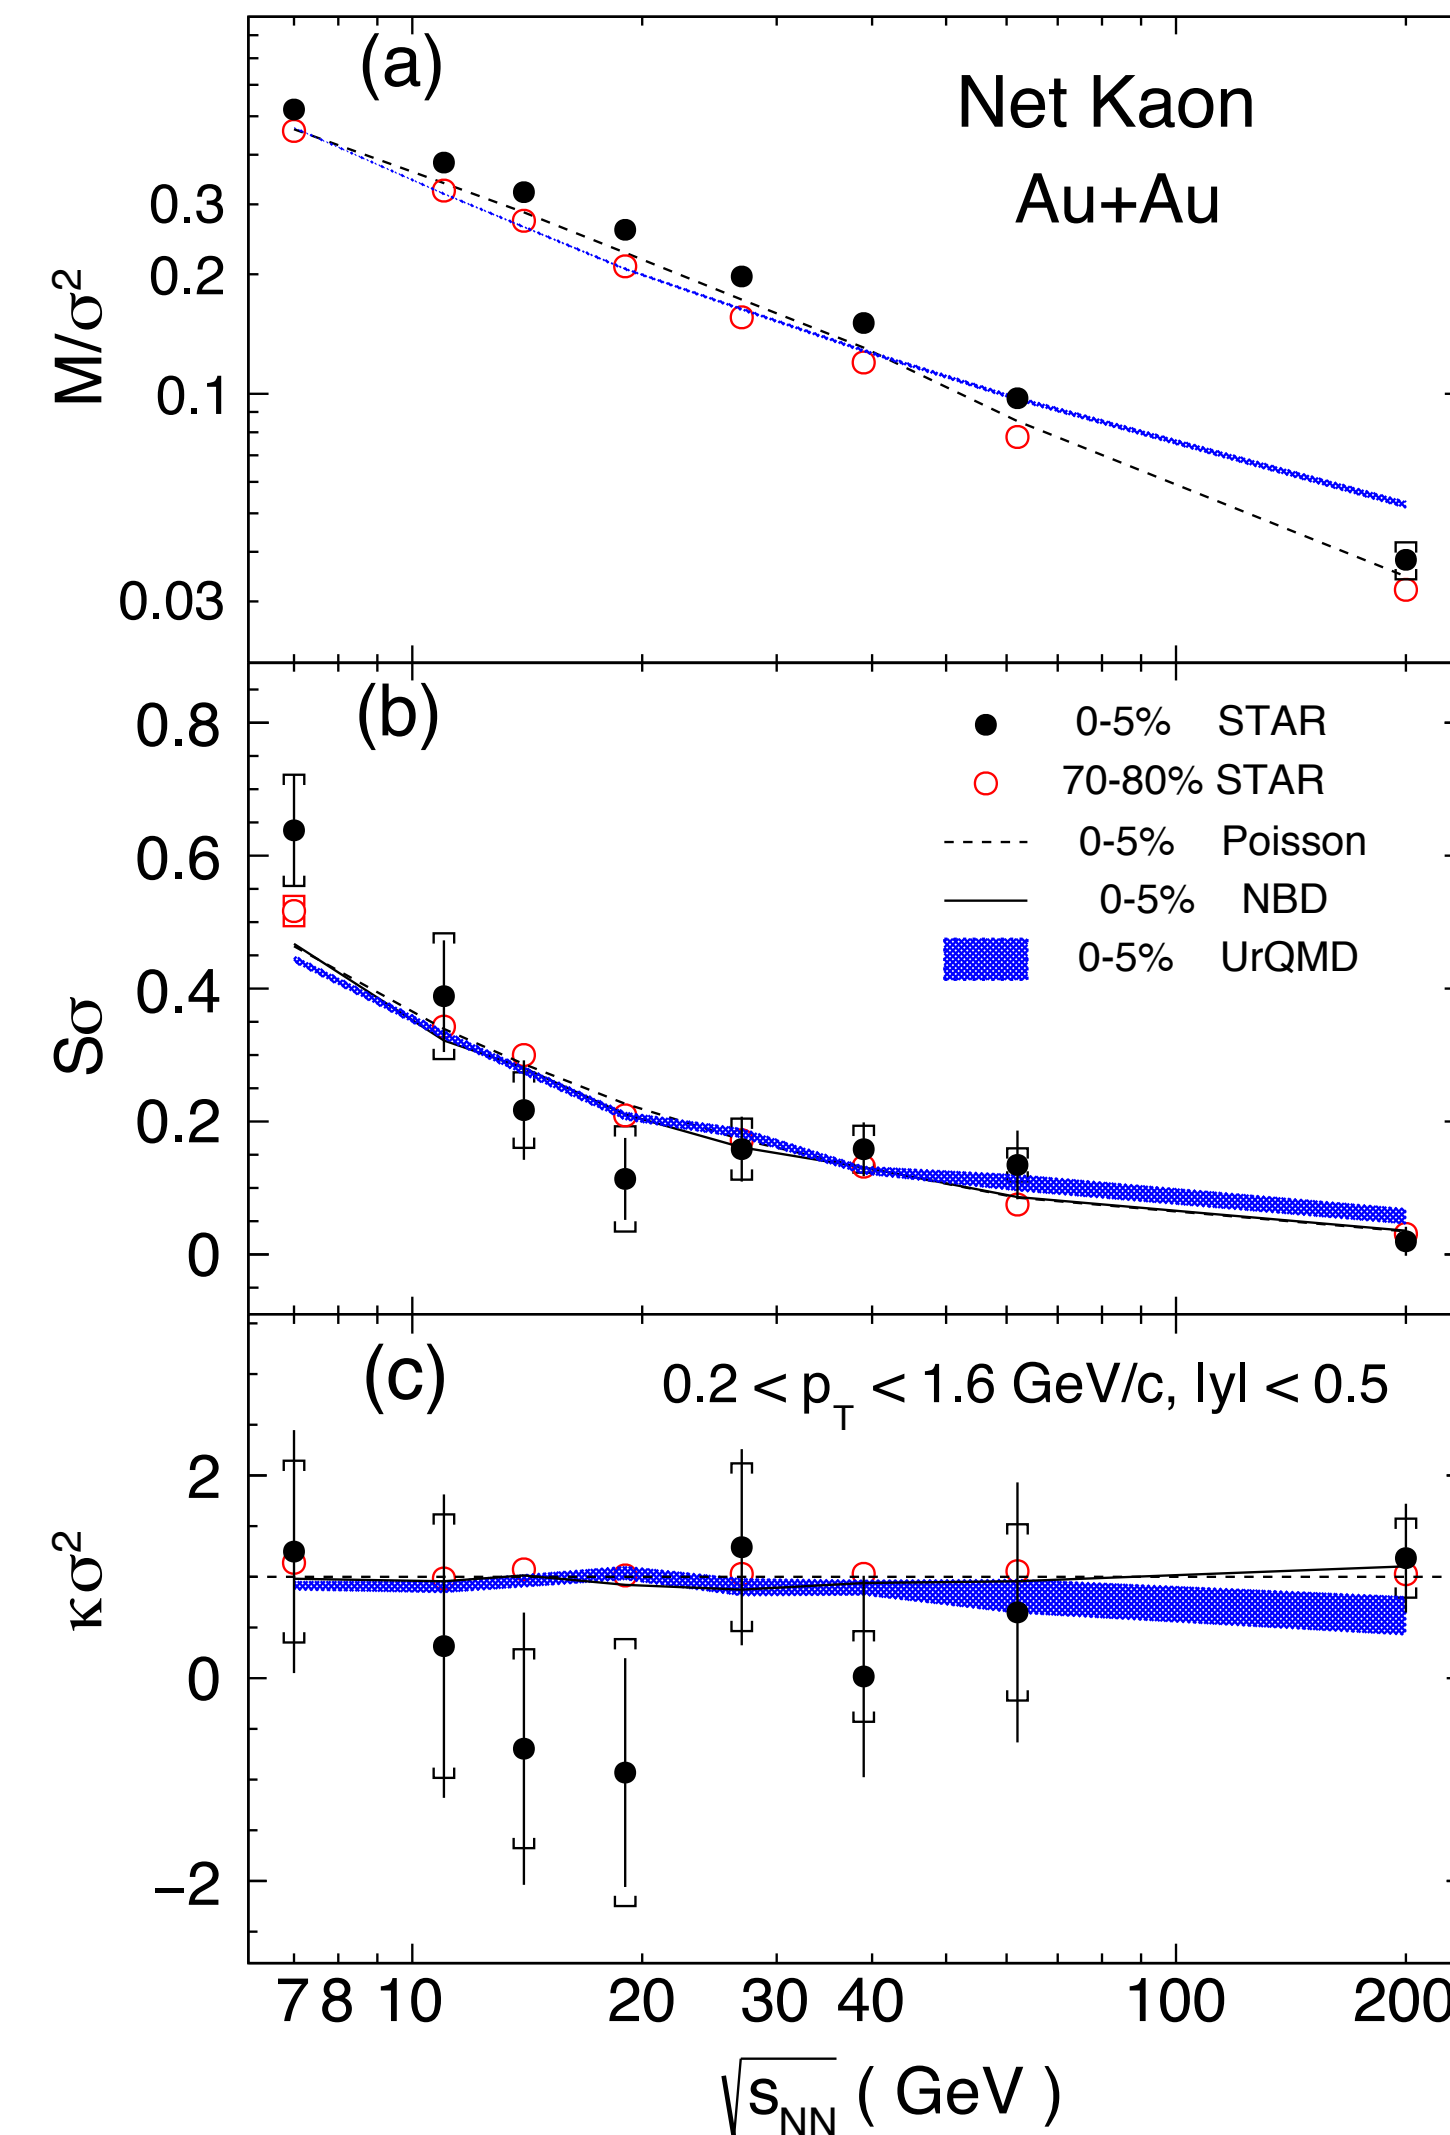 (a)
Net Kaon
Au+Au
M/σ²
0.3
0.2
0.1
0.03
(b)
0-5% STAR
70-80% STAR
0-5% Poisson
0-5% NBD
0-5% UrQMD
Sσ
0.8
0.6
0.4
0.2
0
(c)
0.2 < p_T < 1.6 GeV/c, |y| < 0.5
κσ²
2
0
−2
7 8 10 20 30 40 100 200
√s_NN ( GeV )